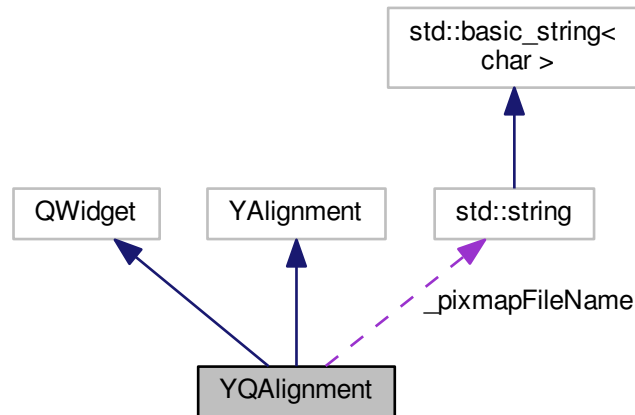 std::basic_string<
char >
QWidget
YAlignment
std::string
_pixmapFileName
YQAlignment